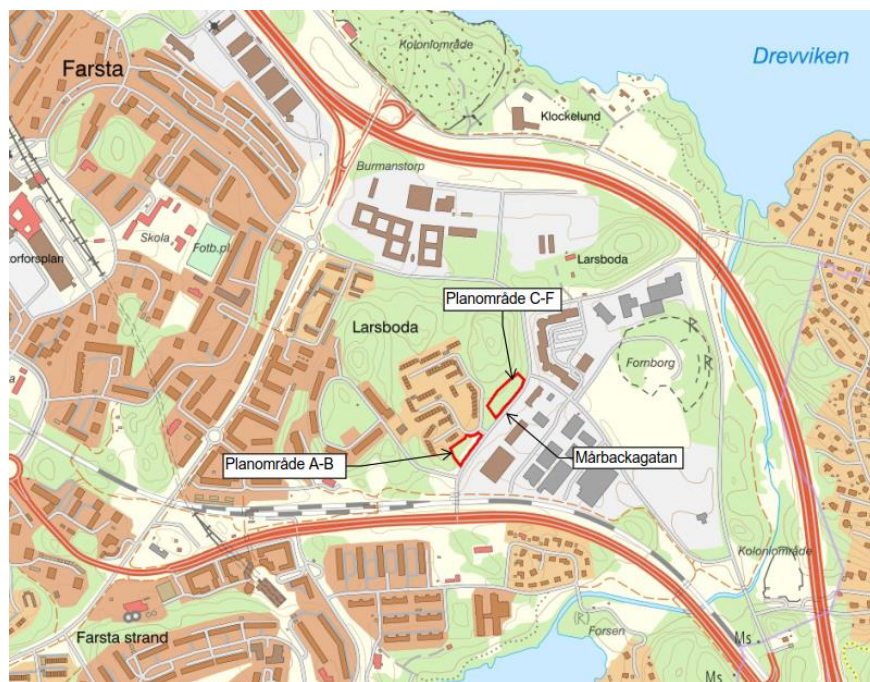 Koloniområde
Drevviken
Farsta
Klockelund
Burmanstorp
Skola
Fotb.pl.
torforsplan
Larsboda
Planområde C-F
Larsboda
Fornborg
R
R
Planområde A-B
Mårbackagatan
Koloniområde
Farsta strand
(R)
Forsen
Ms
Ms